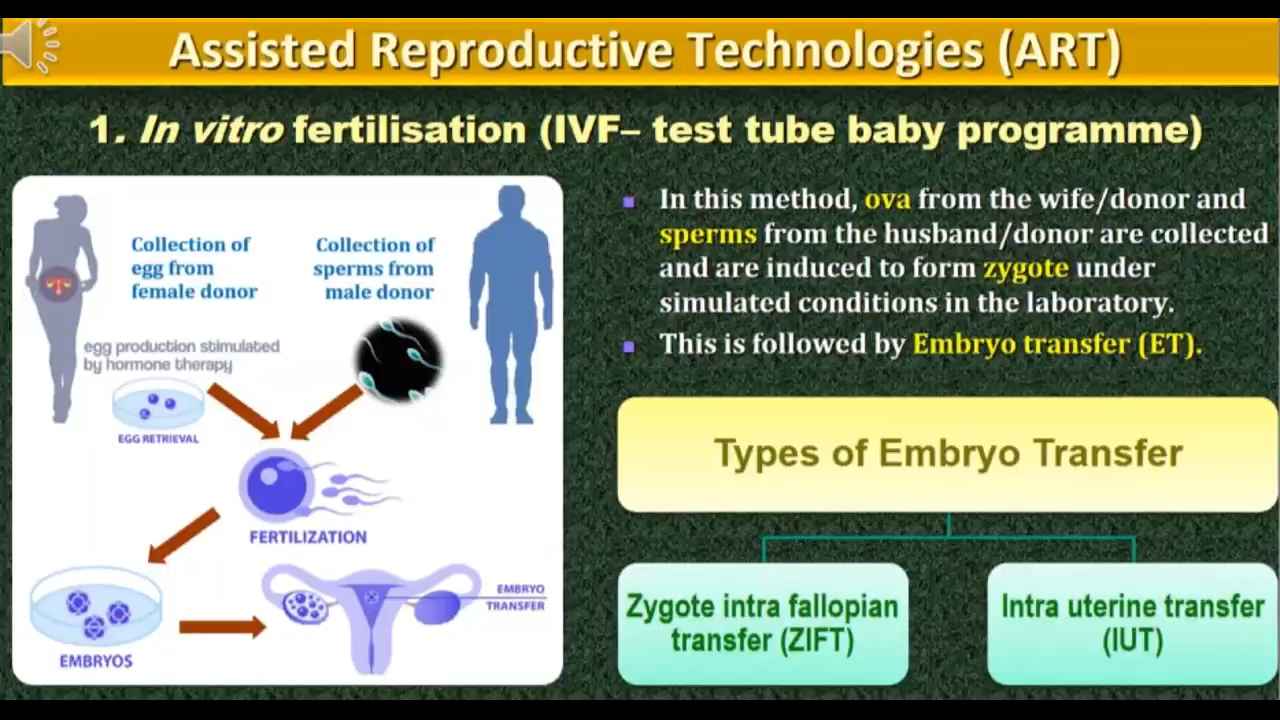 Assisted Reproductive Technologies (ART)
1. In vitro fertilisation (IVF– test tube baby programme)
Collection of
egg from
female donor
Collection of
sperms from
male donor
egg production stimulated
by hormone therapy
EGG RETRIEVAL
FERTILIZATION
EMBRYOS
EMBRYO
TRANSFER
▪ In this method, ova from the wife/donor and
sperms from the husband/donor are collected
and are induced to form zygote under
simulated conditions in the laboratory.
▪ This is followed by Embryo transfer (ET).
Types of Embryo Transfer
Zygote intra fallopian
transfer (ZIFT)
Intra uterine transfer
(IUT)